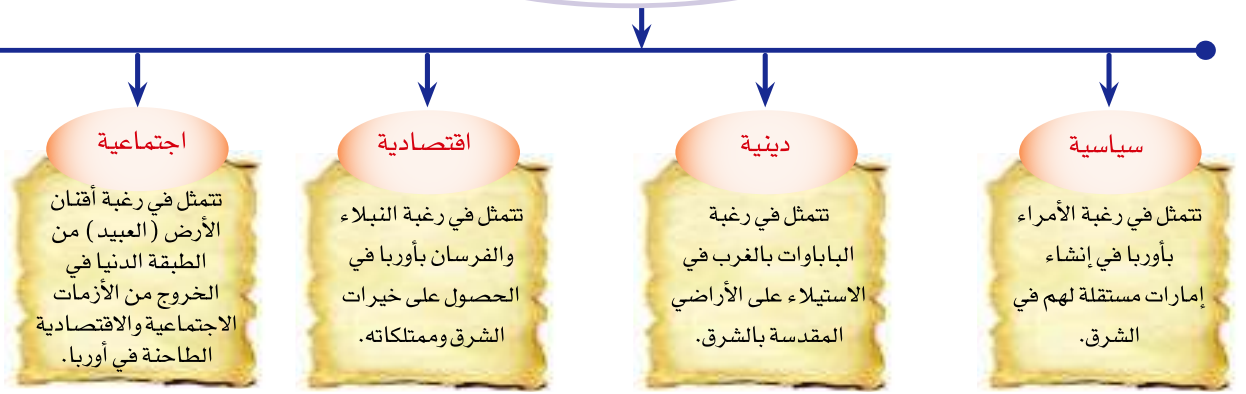 سياسية
تتمثل في رغبة الأمراء
بأوربا في إنشاء
إمارات مستقلة لهم في
الشرق.
دينية
تتمثل في رغبة
الباباوات بالغرب في
الاستيلاء على الأراضي
المقدسة بالشرق.
اقتصادية
تتمثل في رغبة النبلاء
والفرسان بأوربا في
الحصول على خيرات
الشرق وممتلكاته.
اجتماعية
تتمثل في رغبة أقنان
الأرض (العبيد) من
الطبقة الدنيا في
الخروج من الأزمات
الاجتماعية والاقتصادية
الطاحنة في أوربا.